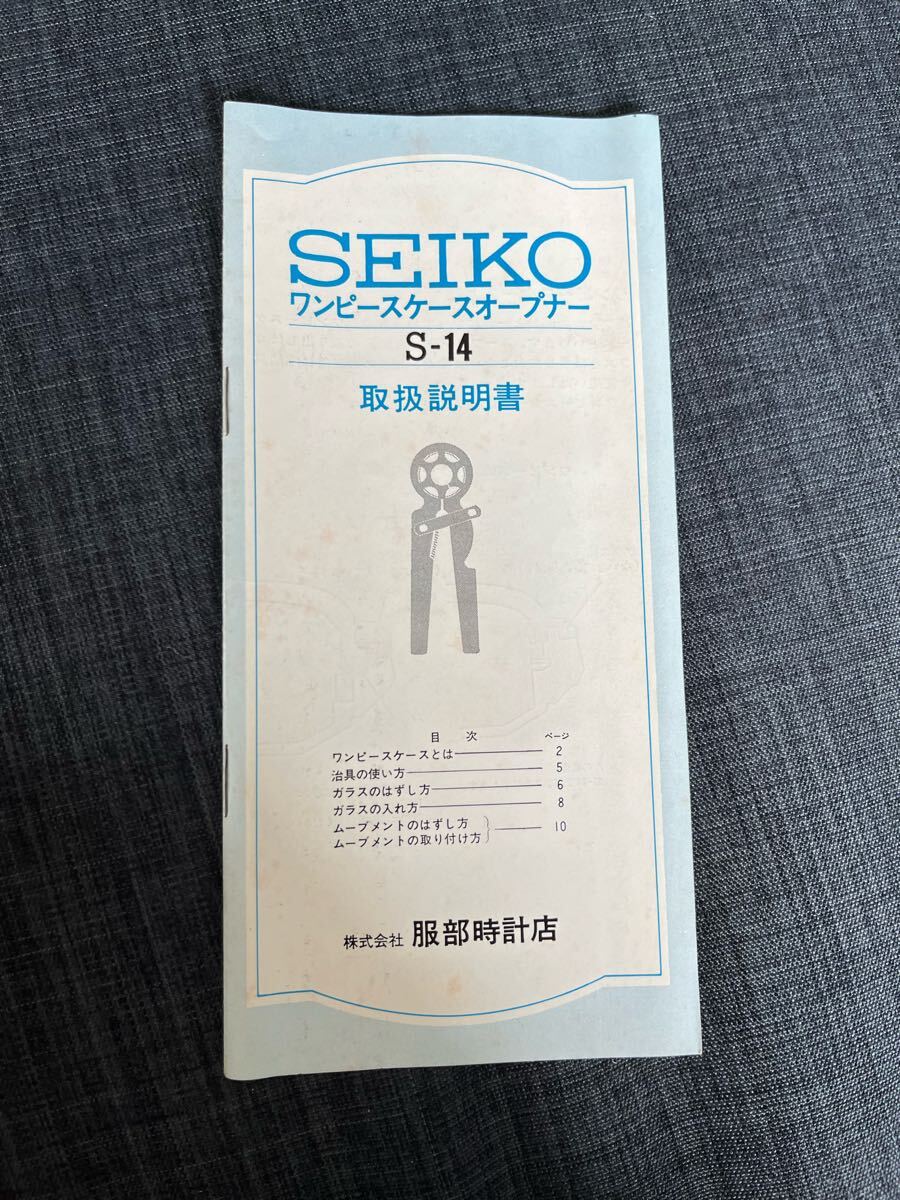 SEIKO
ワンピースケースオープナー
S-14
取扱説明書
目 次 ページ
ワンピースケースとは 2
治具の使い方 5
ガラスのはずし方 6
ガラスの入れ方 8
ムーブメントのはずし方 10
ムーブメントの取り付け方
株式会社 服部時計店